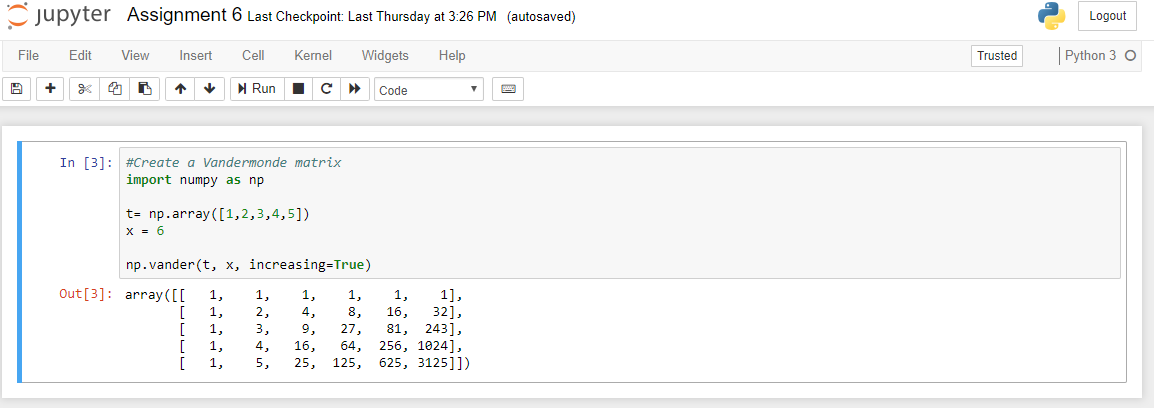 jupyter Assignment 6 Last Checkpoint: Last Thursday at 3:26 PM (autosaved) Logout
File Edit View Insert Cell Kernel Widgets Help Trusted Python 3
Run Code
In [3]: #Create a Vandermonde matrix
import numpy as np
t= np.array([1,2,3,4,5])
x = 6
np.vander(t, x, increasing=True)
Out[3]: array([[   1,    1,    1,    1,    1,    1],
       [   1,    2,    4,    8,   16,   32],
       [   1,    3,    9,   27,   81,  243],
       [   1,    4,   16,   64,  256, 1024],
       [   1,    5,   25,  125,  625, 3125]])